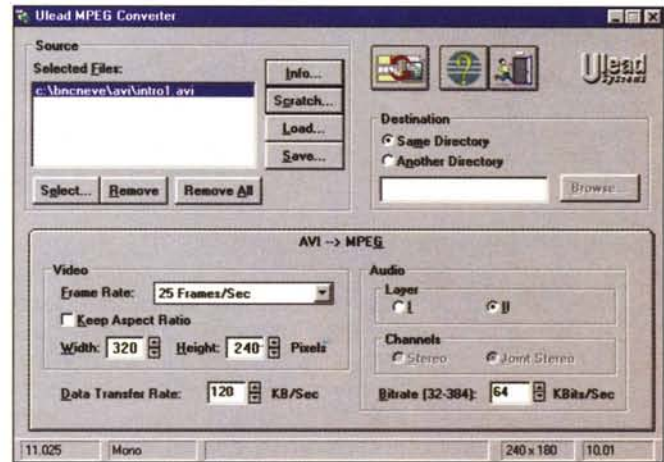 Ulead MPEG Converter
Source
Selected Files:
c:\bncneve\avi\intro1.avi
Info...
Scratch...
Load...
Save...
Select...
Remove
Remove All
Ulead
Systems
Destination
Same Directory
Another Directory
Browse...
AVI --> MPEG
Video
Frame Rate: 25 Frames/Sec
Keep Aspect Ratio
Width: 320 Height: 240 Pixels
Data Transfer Rate: 120 KB/Sec
Audio
Layer
I II
Channels
Stereo Joint Stereo
Bitrate (32-384): 64 KBits/Sec
11.025 Mono 240 x 180 10.01